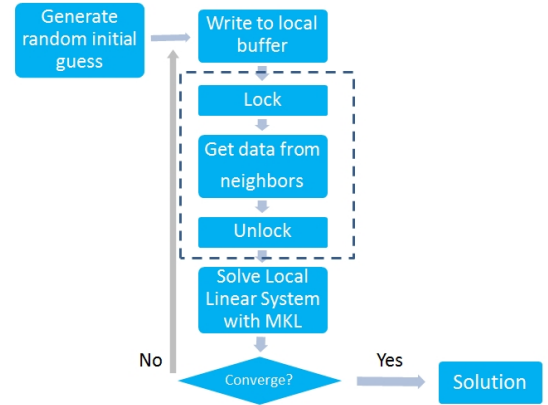 Generate
random initial
guess
Write to local
buffer
Lock
Get data from
neighbors
Unlock
Solve Local
Linear System
with MKL
No
Converge?
Yes
Solution